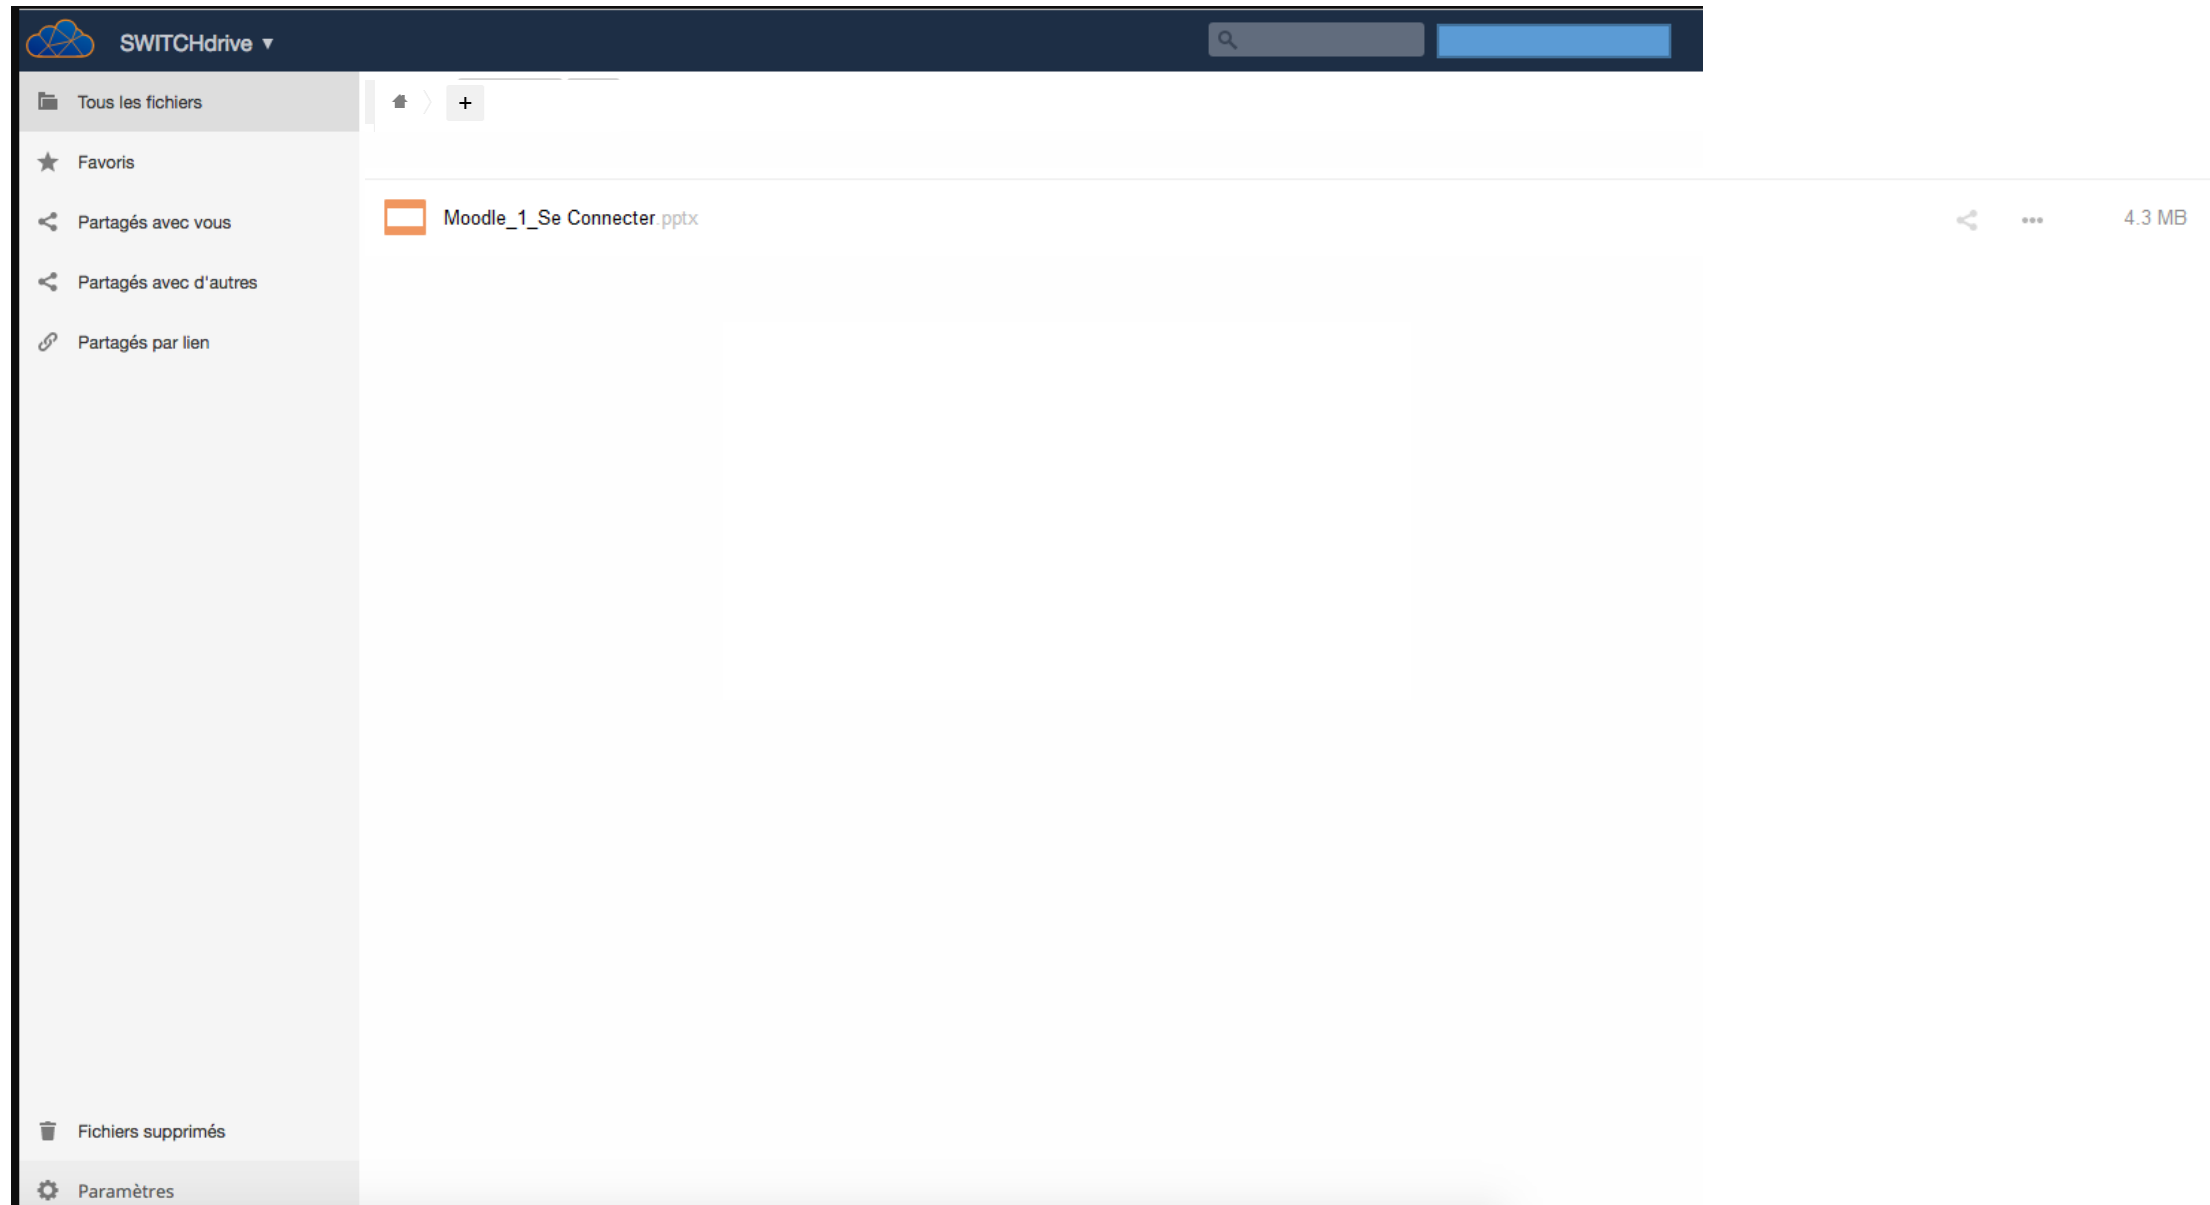 SWITCHdrive ▾
Tous les fichiers
+
Favoris
Partagés avec vous
Moodle_1_Se Connecter.pptx
4.3 MB
Partagés avec d'autres
Partagés par lien
Fichiers supprimés
Paramètres